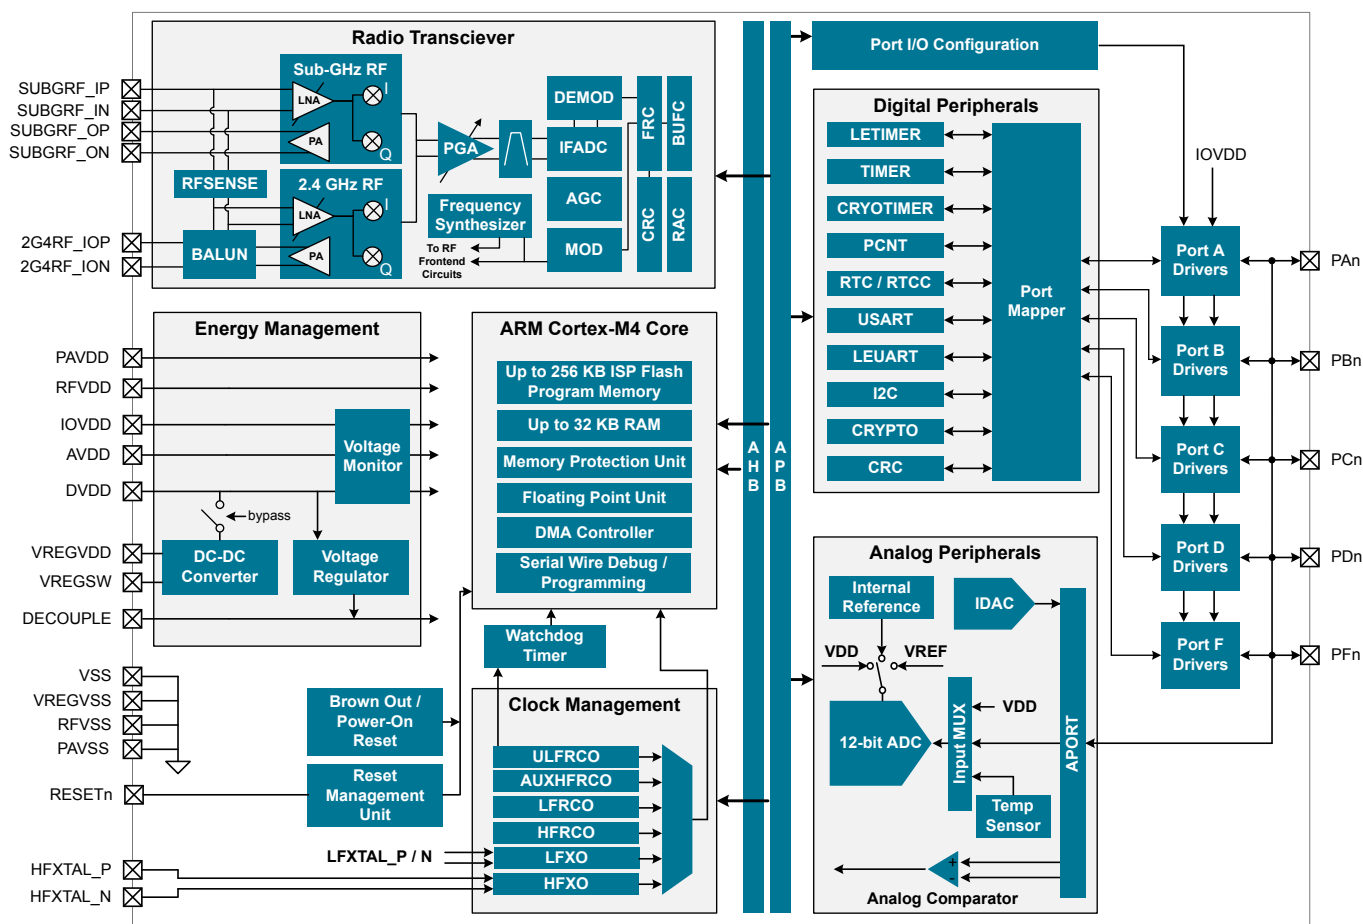 Radio Transciever
SUBGRF_IP
SUBGRF_IN
SUBGRF_OP
SUBGRF_ON
2G4RF_IOP
2G4RF_ION
Sub-GHz RF
LNA
I
PA
Q
RFSENSE
2.4 GHz RF
LNA
I
PA
Q
BALUN
PGA
Frequency
Synthesizer
To RF
Frontend
Circuits
DEMOD
IFADC
AGC
MOD
FRC
BUFC
CRC
RAC
Energy Management
PAVDD
RFVDD
IOVDD
AVDD
DVDD
VREGVDD
VREGSW
DECOUPLE
Voltage
Monitor
bypass
DC-DC
Converter
Voltage
Regulator
VSS
VREGVSS
RFVSS
PAVSS
RESETn
HFXTAL_P
HFXTAL_N
Brown Out /
Power-On
Reset
Reset
Management
Unit
LFXTAL_P / N
ARM Cortex-M4 Core
Up to 256 KB ISP Flash
Program Memory
Up to 32 KB RAM
Memory Protection Unit
Floating Point Unit
DMA Controller
Serial Wire Debug /
Programming
Watchdog
Timer
Clock Management
ULFRCO
AUXHFRCO
LFRCO
HFRCO
LFXO
HFXO
AHB
APB
Port I/O Configuration
Digital Peripherals
LETIMER
TIMER
CRYOTIMER
PCNT
RTC / RTCC
USART
LEUART
I2C
CRYPTO
CRC
Port
Mapper
Analog Peripherals
Internal
Reference
IDAC
VDD
VREF
12-bit ADC
Input MUX
VDD
Temp
Sensor
APORT
+
-
Analog Comparator
IOVDD
Port A
Drivers
Port B
Drivers
Port C
Drivers
Port D
Drivers
Port F
Drivers
PAn
PBn
PCn
PDn
PFn